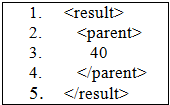 1. <result>
2. <parent>
3. 40
4. </parent>
5. </result>